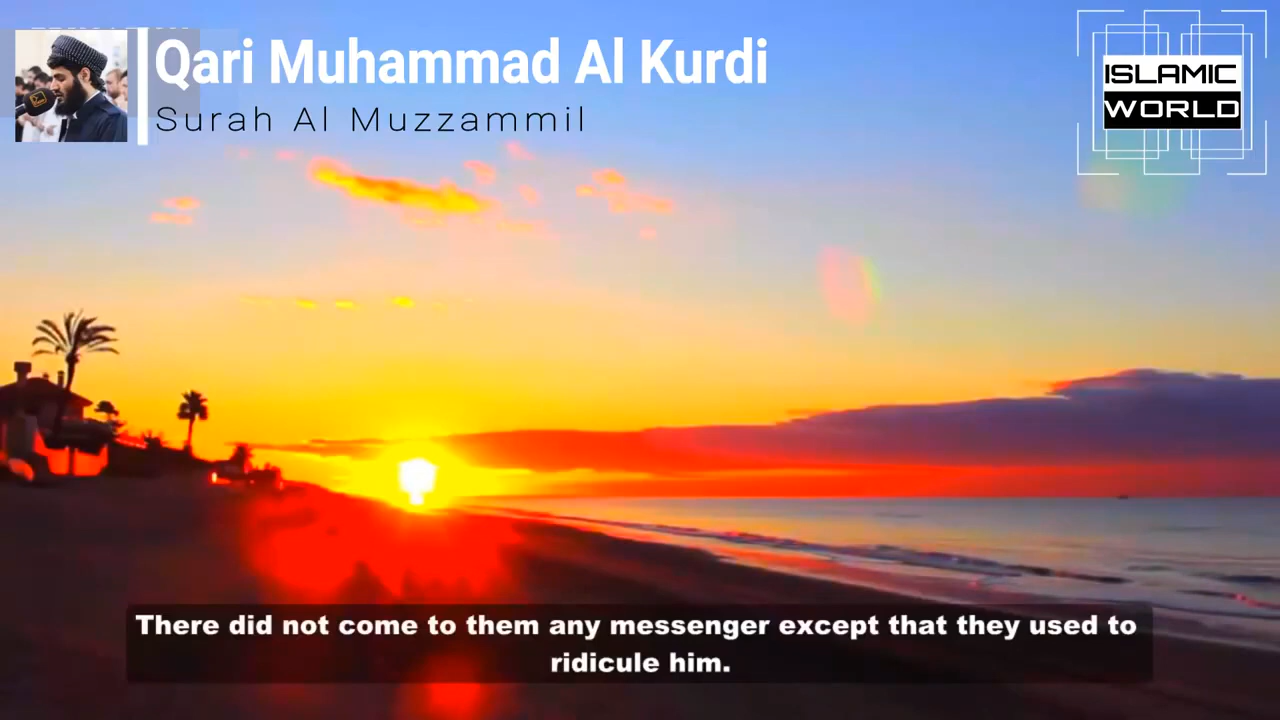 Qari Muhammad Al Kurdi
Surah Al Muzzammil
ISLAMIC
WORLD
There did not come to them any messenger except that they used to
ridicule him.